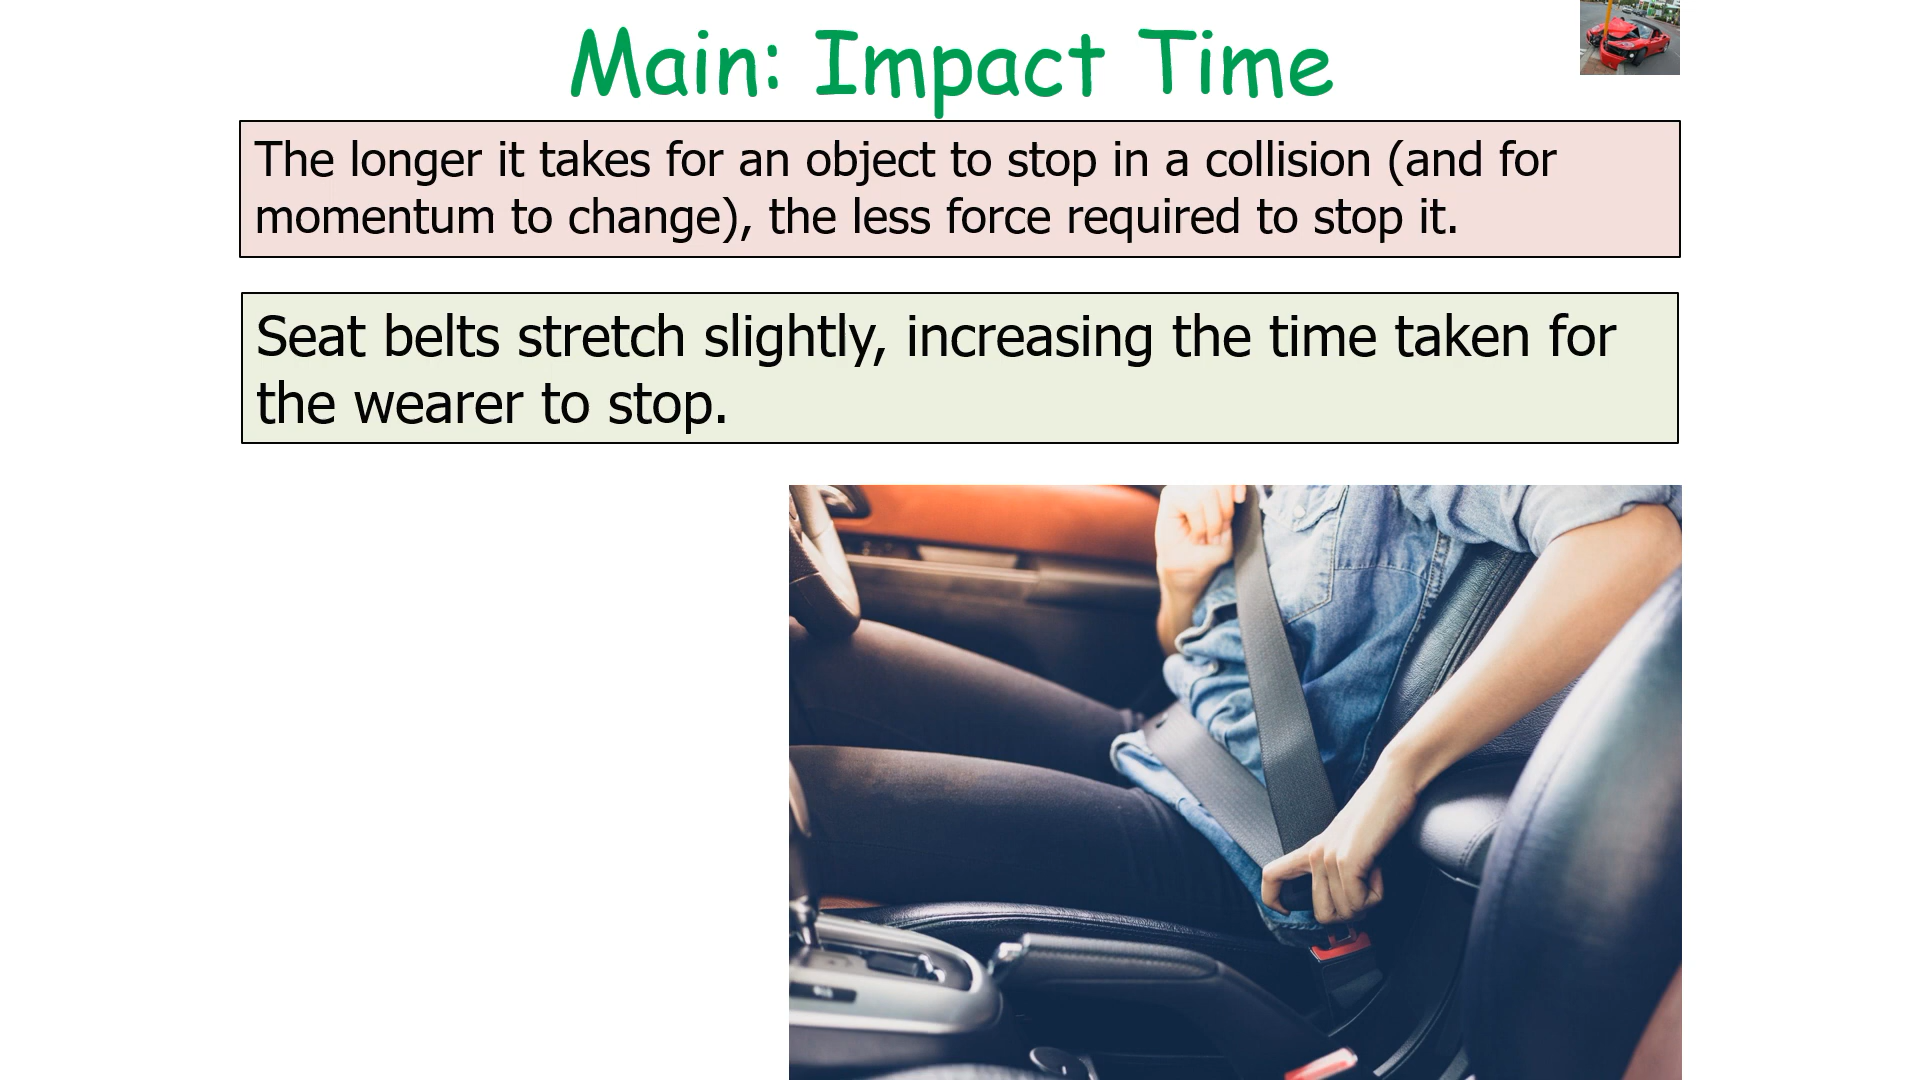 Main: Impact Time
The longer it takes for an object to stop in a collision (and for
momentum to change), the less force required to stop it.
Seat belts stretch slightly, increasing the time taken for
the wearer to stop.